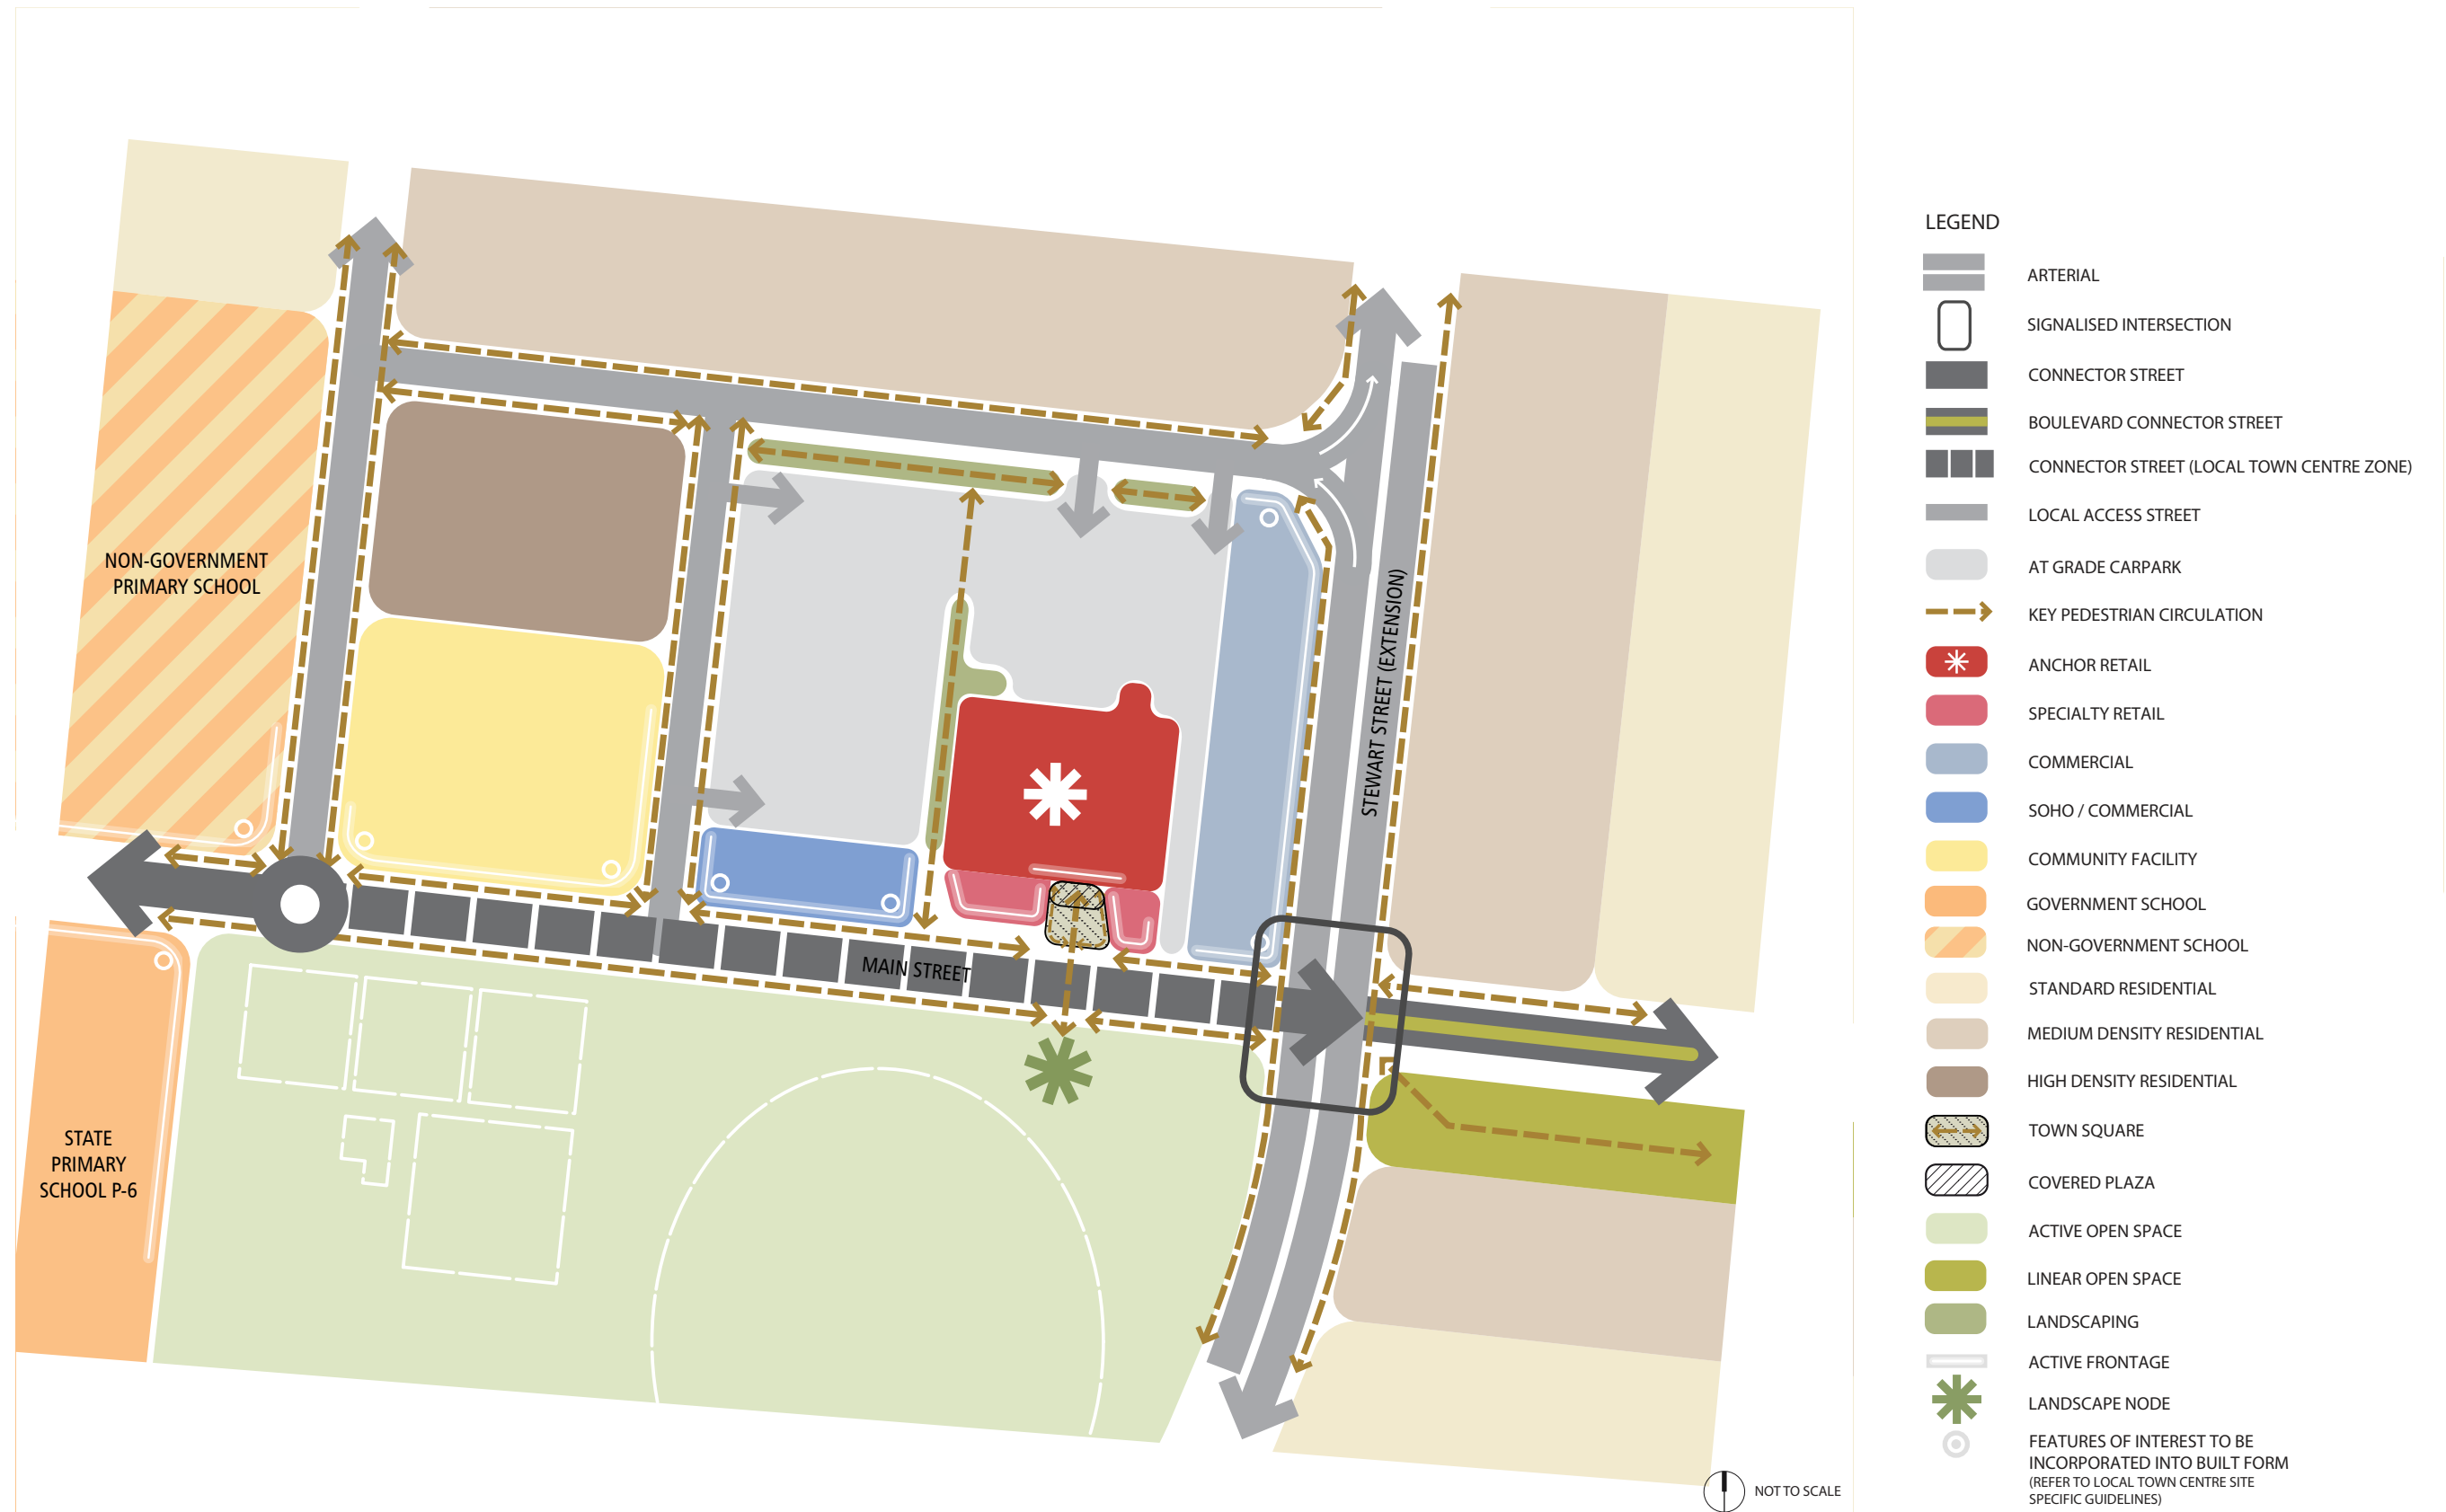 NON-GOVERNMENT
PRIMARY SCHOOL
STEWART STREET (EXTENSION)
MAIN STREET
STATE
PRIMARY
SCHOOL P-6
NOT TO SCALE
LEGEND
ARTERIAL
SIGNALISED INTERSECTION
CONNECTOR STREET
BOULEVARD CONNECTOR STREET
CONNECTOR STREET (LOCAL TOWN CENTRE ZONE)
LOCAL ACCESS STREET
AT GRADE CARPARK
KEY PEDESTRIAN CIRCULATION
ANCHOR RETAIL
SPECIALTY RETAIL
COMMERCIAL
SOHO / COMMERCIAL
COMMUNITY FACILITY
GOVERNMENT SCHOOL
NON-GOVERNMENT SCHOOL
STANDARD RESIDENTIAL
MEDIUM DENSITY RESIDENTIAL
HIGH DENSITY RESIDENTIAL
TOWN SQUARE
COVERED PLAZA
ACTIVE OPEN SPACE
LINEAR OPEN SPACE
LANDSCAPING
ACTIVE FRONTAGE
LANDSCAPE NODE
FEATURES OF INTEREST TO BE
INCORPORATED INTO BUILT FORM
(REFER TO LOCAL TOWN CENTRE SITE
SPECIFIC GUIDELINES)